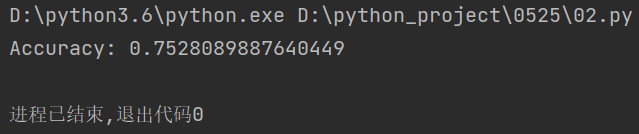 D:\python3.6\python.exe D:\python_project\0525\02.py
Accuracy: 0.7528089887640449
进程已结束,退出代码0